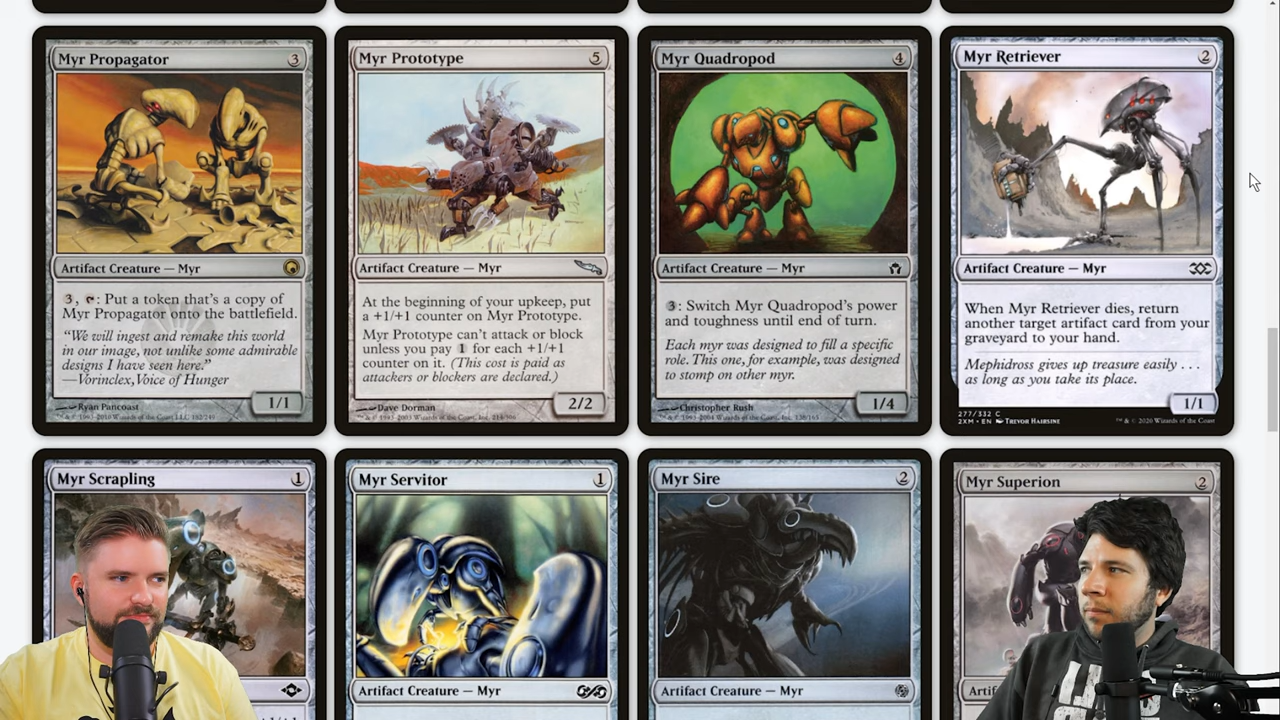 Myr Propagator 3
Artifact Creature — Myr
3, T: Put a token that's a copy of
Myr Propagator onto the battlefield.
"We will ingest and remake this world
in our image, not unlike some admirable
designs I have seen here."
—Vorinclex, Voice of Hunger
Ryan Pancoast
1/1
Myr Prototype 5
Artifact Creature — Myr
At the beginning of your upkeep, put
a +1/+1 counter on Myr Prototype.
Myr Prototype can't attack or block
unless you pay 1 for each +1/+1
counter on it. (This cost is paid as
attackers or blockers are declared.)
Dave Dorman
2/2
Myr Quadropod 4
Artifact Creature — Myr
3: Switch Myr Quadropod's power
and toughness until end of turn.
Each myr was designed to fill a specific
role. This one, for example, was designed
to stomp on other myr.
Christopher Rush
1/4
Myr Retriever 2
Artifact Creature — Myr
When Myr Retriever dies, return
another target artifact card from your
graveyard to your hand.
Mephidross gives up treasure easily . . .
as long as you take its place.
1/1
277/332 C
2XM • EN Trevor Hairsine
™ & © 2020 Wizards of the Coast
Myr Scrapling 1
Myr Servitor 1
Artifact Creature — Myr
Myr Sire 2
Artifact Creature — Myr
Myr Superion 2